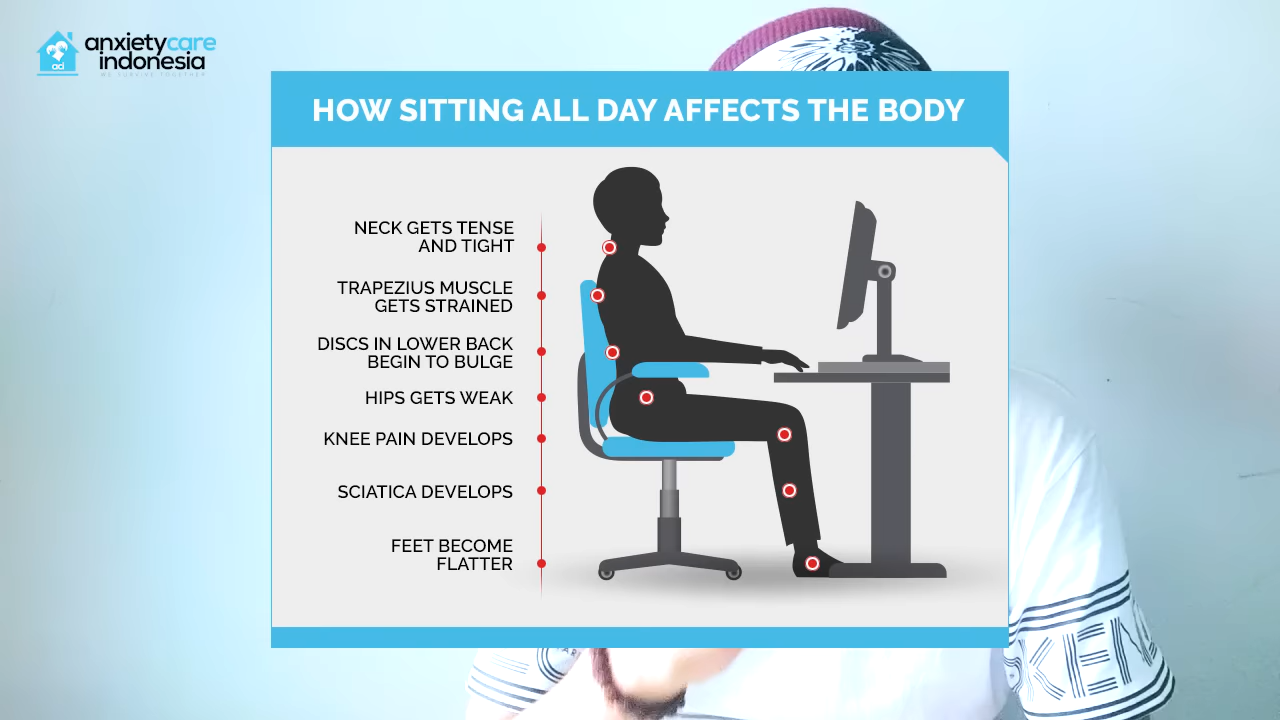 anxietycare
indonesia
WE SURVIVE TOGETHER
HOW SITTING ALL DAY AFFECTS THE BODY
NECK GETS TENSE
AND TIGHT
TRAPEZIUS MUSCLE
GETS STRAINED
DISCS IN LOWER BACK
BEGIN TO BULGE
HIPS GETS WEAK
KNEE PAIN DEVELOPS
SCIATICA DEVELOPS
FEET BECOME
FLATTER